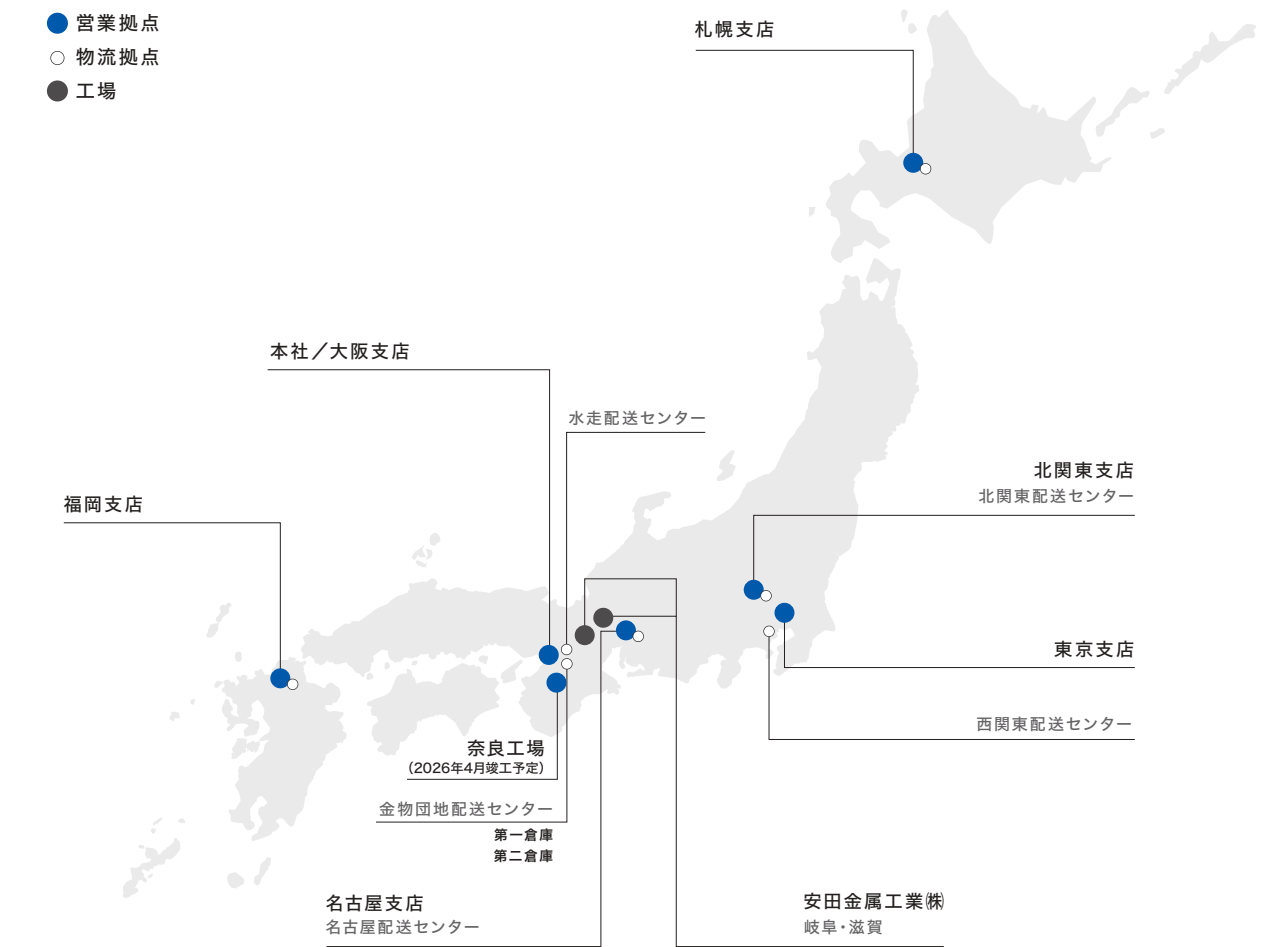 営業拠点
物流拠点
工場
札幌支店
本社／大阪支店
水走配送センター
北関東支店
北関東配送センター
福岡支店
東京支店
西関東配送センター
奈良工場
(2026年4月竣工予定)
金物団地配送センター
第一倉庫
第二倉庫
名古屋支店
名古屋配送センター
安田金属工業㈱
岐阜・滋賀